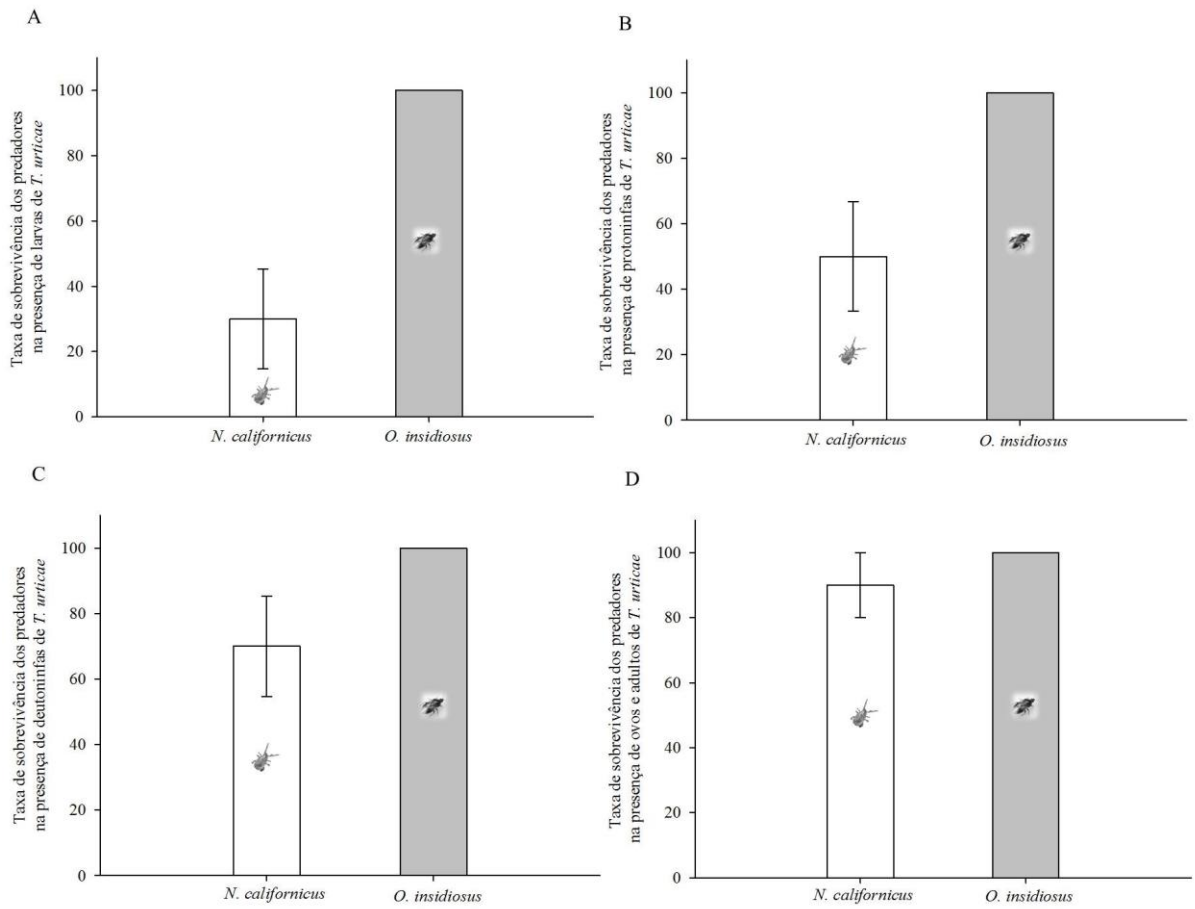 A
Taxa de sobrevivência dos predadores
na presença de larvas de T. urticae
100
80
60
40
20
0
N. californicus
O. insidiosus
B
Taxa de sobrevivência dos predadores
na presença de protoninfas de T. urticae
100
80
60
40
20
0
N. californicus
O. insidiosus
C
Taxa de sobrevivência dos predadores
na presença de deutoninfas de T. urticae
100
80
60
40
20
0
N. californicus
O. insidiosus
D
Taxa de sobrevivência dos predadores
na presença de ovos e adultos de T. urticae
100
80
60
40
20
0
N. californicus
O. insidiosus